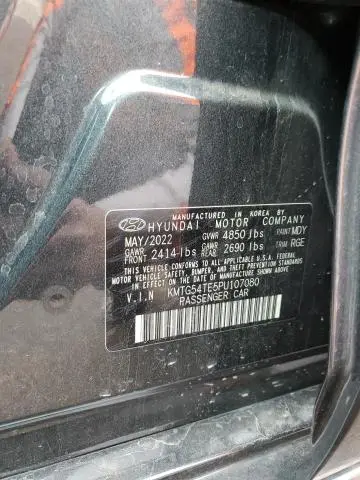 MANUFACTURED IN KOREA BY
HYUNDAI MOTOR COMPANY
MAY/2022 GVWR 4850 lbs PAINT MDY
GAWR FRONT 2414 lbs GAWR REAR 2690 lbs TRIM RGE
THIS VEHICLE CONFORMS TO ALL APPLICABLE U.S.A. FEDERAL
MOTOR VEHICLE SAFETY, BUMPER, AND THEFT PREVENTION
STANDARDS IN EFFECT ON THE DATE OF MANUFACTURE SHOWN ABOVE.
V.I.N KMTG54TE5PU107080
PASSENGER CAR